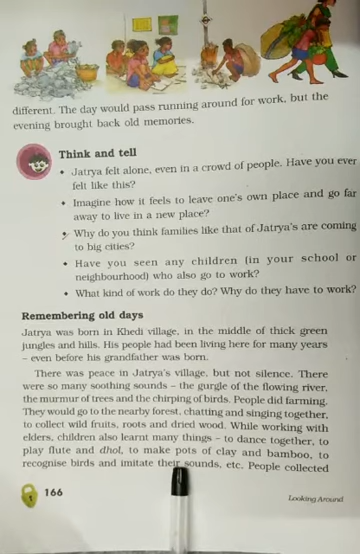 different. The day would pass running around for work, but the
evening brought back old memories.
Think and tell
• Jatrya felt alone, even in a crowd of people. Have you ever
felt like this?
• Imagine how it feels to leave one's own place and go far
away to live in a new place?
• Why do you think families like that of Jatrya's are coming
to big cities?
• Have you seen any children (in your school or
neighbourhood) who also go to work?
• What kind of work do they do? Why do they have to work?
Remembering old days
Jatrya was born in Khedi village, in the middle of thick green
jungles and hills. His people had been living here for many years
– even before his grandfather was born.
There was peace in Jatrya's village, but not silence. There
were so many soothing sounds – the gurgle of the flowing river,
the murmur of trees and the chirping of birds. People did farming.
They would go to the nearby forest, chatting and singing together,
to collect wild fruits, roots and dried wood. While working with
elders, children also learnt many things – to dance together, to
play flute and dhol, to make pots of clay and bamboo, to
recognise birds and imitate their sounds, etc. People collected
1
166
Looking Around